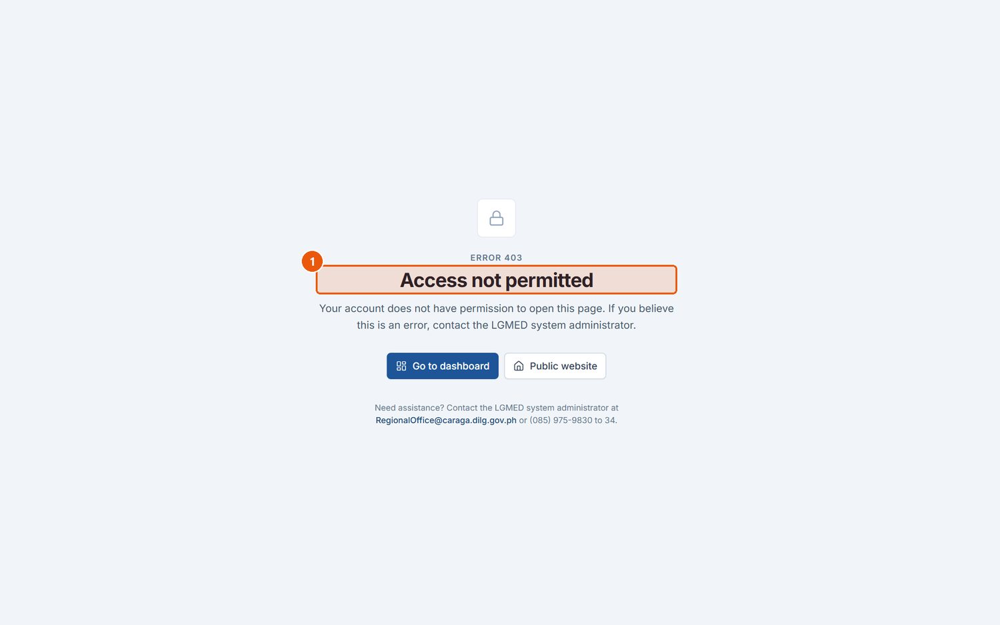 ERROR 403
1
Access not permitted
Your account does not have permission to open this page. If you believe
this is an error, contact the LGMED system administrator.
Go to dashboard
Public website
Need assistance? Contact the LGMED system administrator at
RegionalOffice@caraga.dilg.gov.ph or (085) 975-9830 to 34.